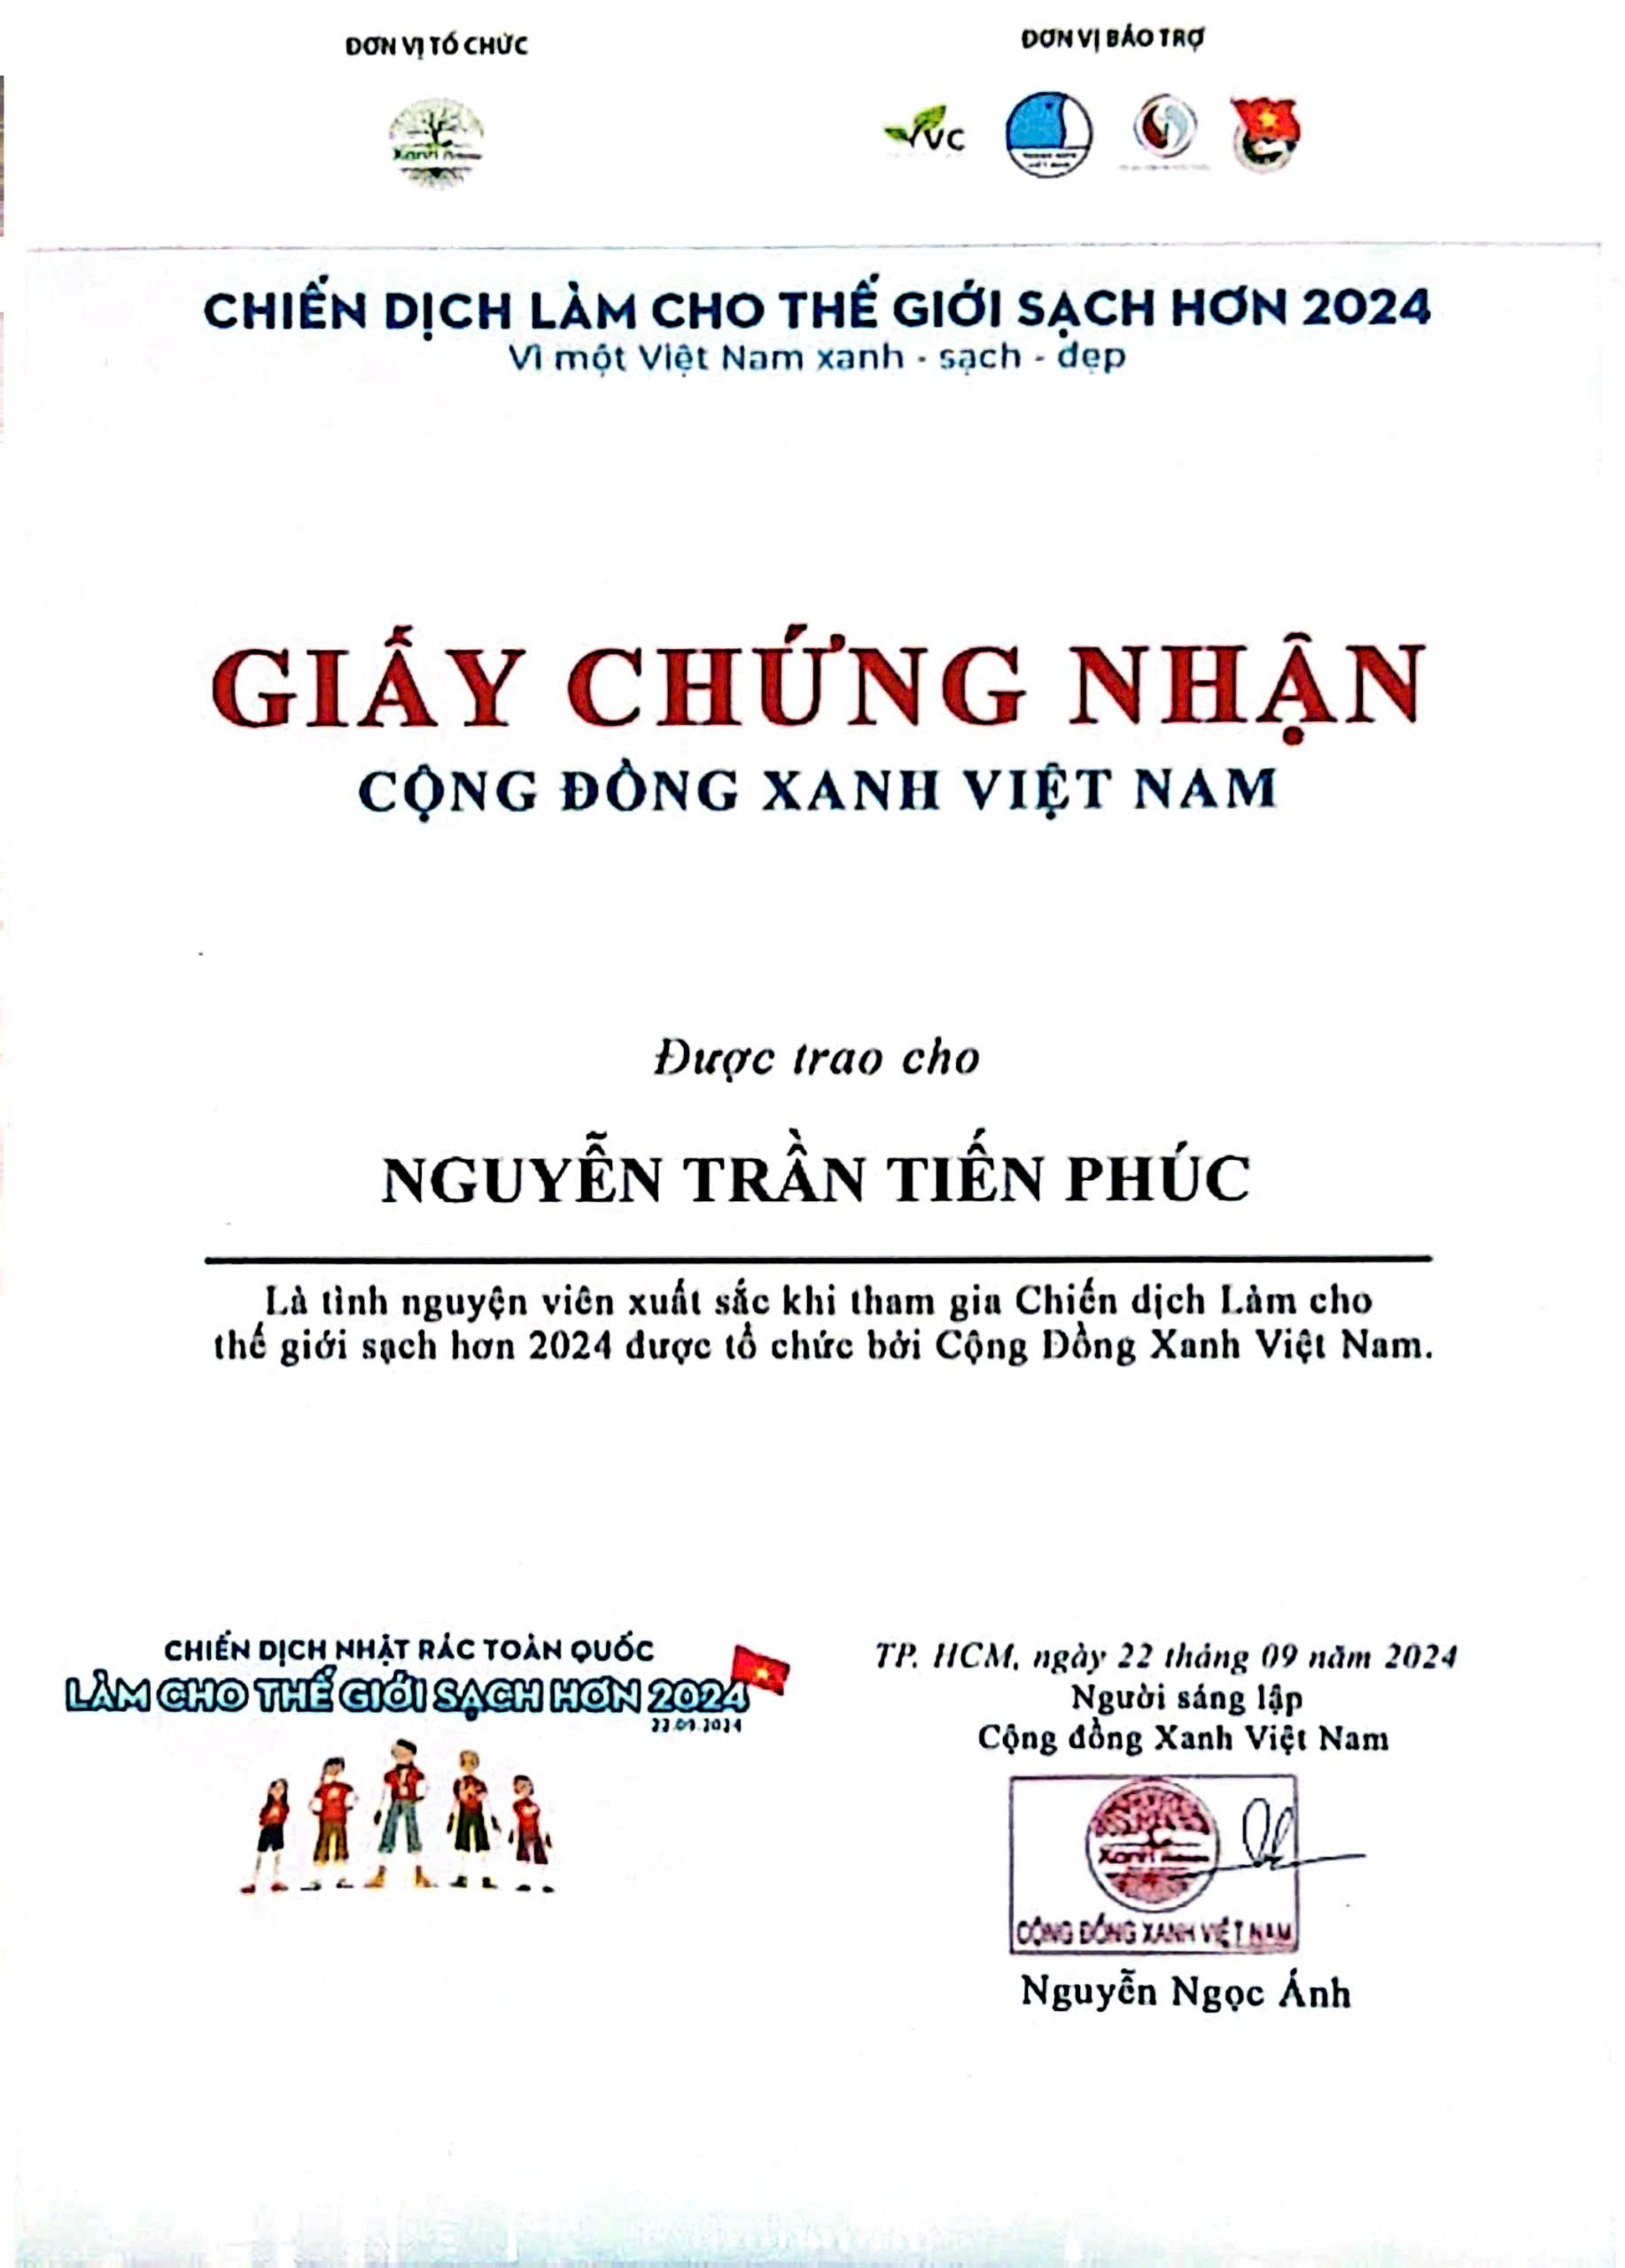 ĐƠN VỊ TỔ CHỨC
ĐƠN VỊ BẢO TRỢ
Xanh
VVC
CHIẾN DỊCH LÀM CHO THẾ GIỚI SẠCH HƠN 2024
Vì một Việt Nam xanh - sạch - đẹp
GIẤY CHỨNG NHẬN
CỘNG ĐỒNG XANH VIỆT NAM
Được trao cho
NGUYỄN TRẦN TIẾN PHÚC
Là tình nguyện viên xuất sắc khi tham gia Chiến dịch Làm cho
thế giới sạch hơn 2024 được tổ chức bởi Cộng Đồng Xanh Việt Nam.
CHIẾN DỊCH NHẶT RÁC TOÀN QUỐC
LÀM CHO THẾ GIỚI SẠCH HƠN 2024
22.09.2024
TP. HCM, ngày 22 tháng 09 năm 2024
Người sáng lập
Cộng đồng Xanh Việt Nam
Xanh
CỘNG ĐỒNG XANH VIỆT NAM
Nguyễn Ngọc Ánh